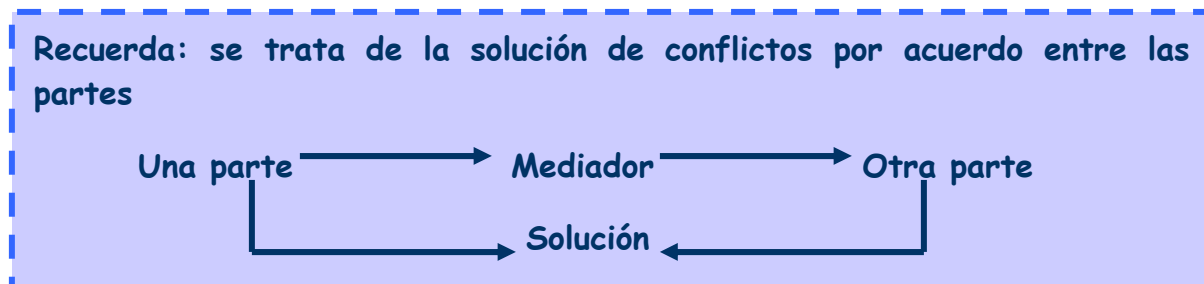 Recuerda: se trata de la solución de conflictos por acuerdo entre las
partes
Una parte Mediador Otra parte
Solución